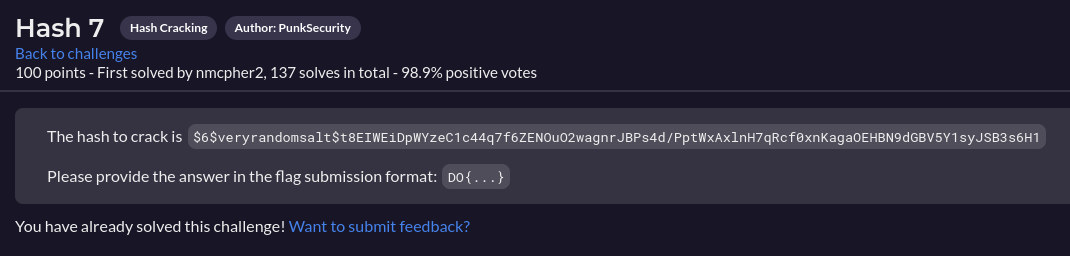 Hash 7 Hash Cracking Author: PunkSecurity
Back to challenges
100 points - First solved by nmcpher2, 137 solves in total - 98.9% positive votes
The hash to crack is $6$veryrandomsalt$t8EIWEiDpWYzeC1c44q7f6ZENOuO2wagnrJBPs4d/PptWxAxlnH7qRcf0xnKagaOEHBN9dGBV5Y1syJSB3s6H1
Please provide the answer in the flag submission format: DO{...}
You have already solved this challenge! Want to submit feedback?